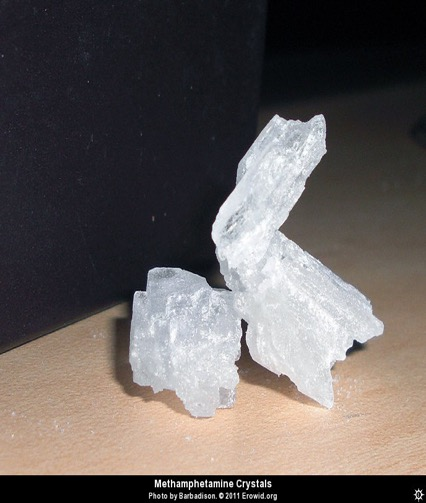 Methamphetamine Crystals
Photo by Barbadison. © 2011 Erowid.org